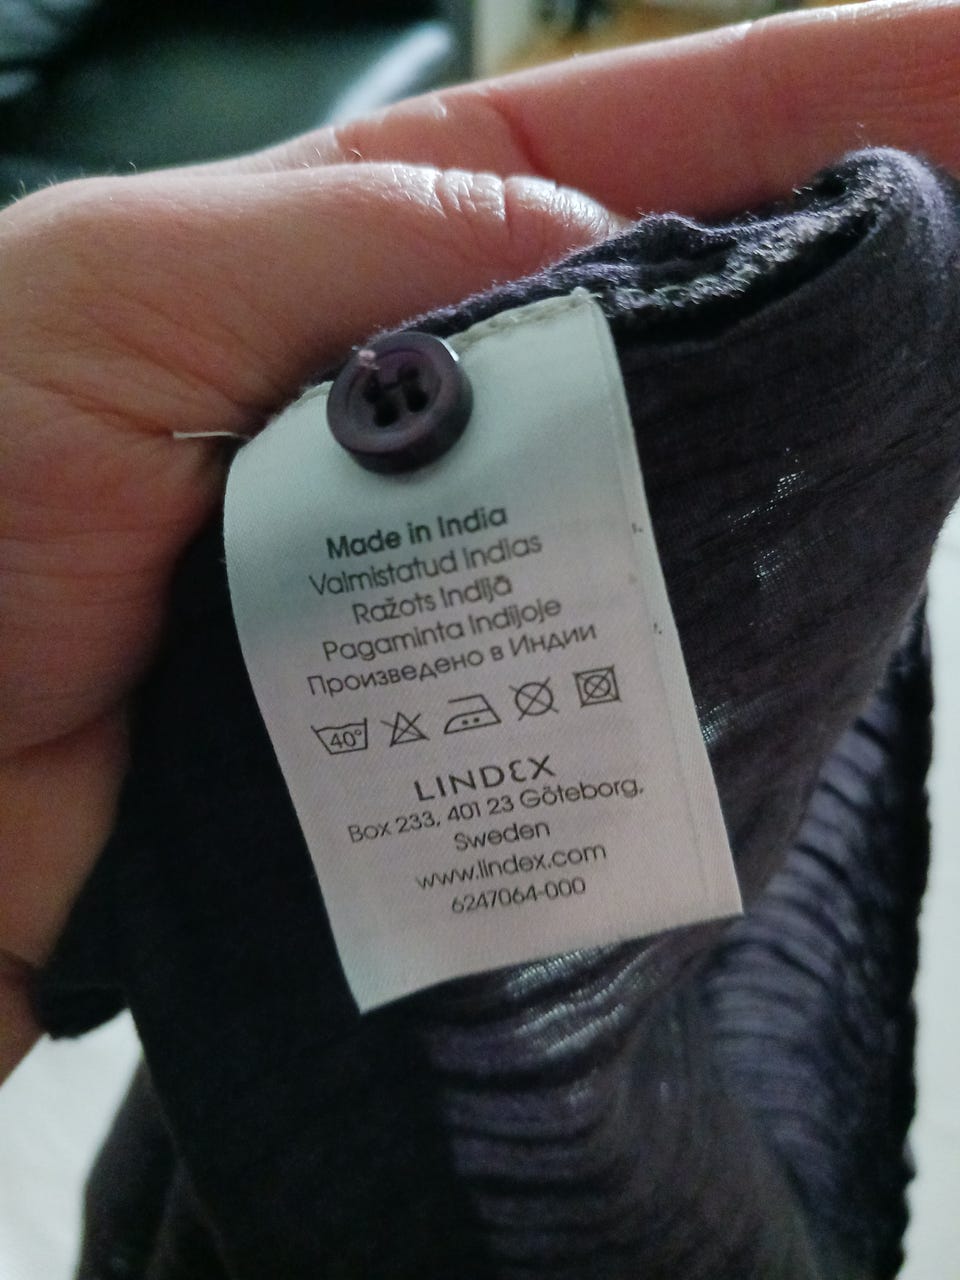 Made in India
Valmistatud Indias
Ražots Indijā
Pagaminta Indijoje
Произведено в Индии
40°
LINDEX
Box 233, 401 23 Göteborg,
Sweden
www.lindex.com
6247064-000